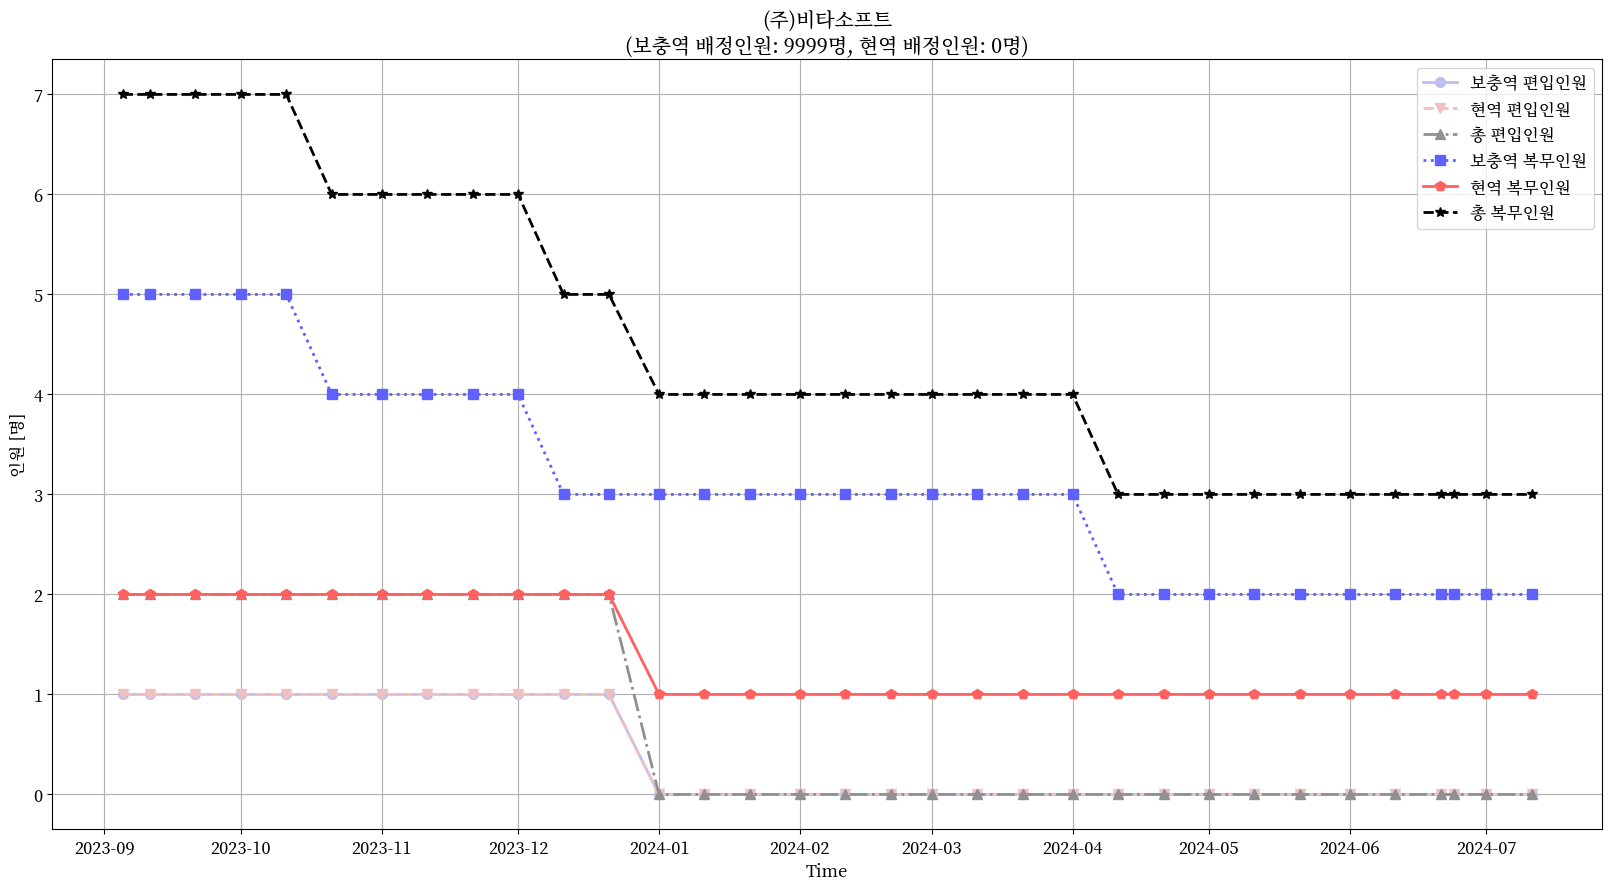 (주)비타소프트
(보충역 배정인원: 9999명, 현역 배정인원: 0명)
보충역 편입인원
현역 편입인원
총 편입인원
보충역 복무인원
현역 복무인원
총 복무인원
인원 [명]
7
6
5
4
3
2
1
0
2023-09
2023-10
2023-11
2023-12
2024-01
2024-02
2024-03
2024-04
2024-05
2024-06
2024-07
Time